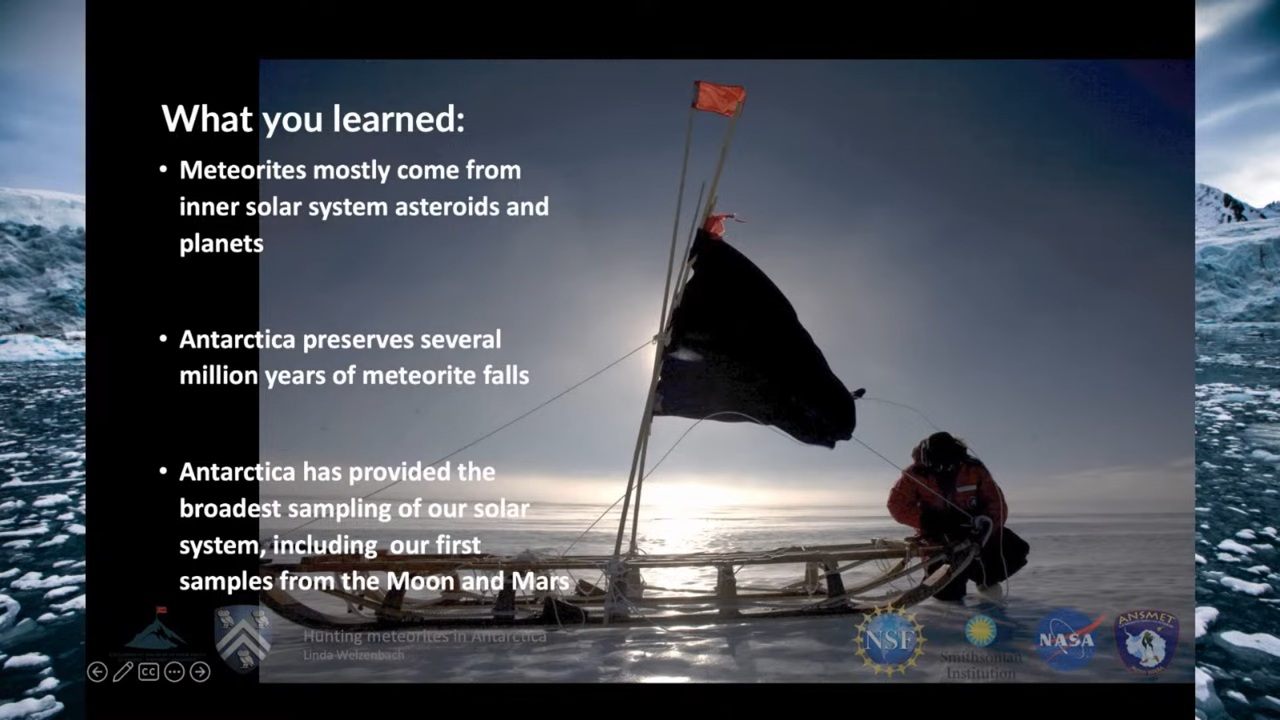 What you learned:
• Meteorites mostly come from
inner solar system asteroids and
planets
• Antarctica preserves several
million years of meteorite falls
• Antarctica has provided the
broadest sampling of our solar
system, including our first
samples from the Moon and Mars
Hunting meteorites in Antarctica
Linda Welzenbach
CC
NSF
Smithsonian
Institution
NASA
ANSMET